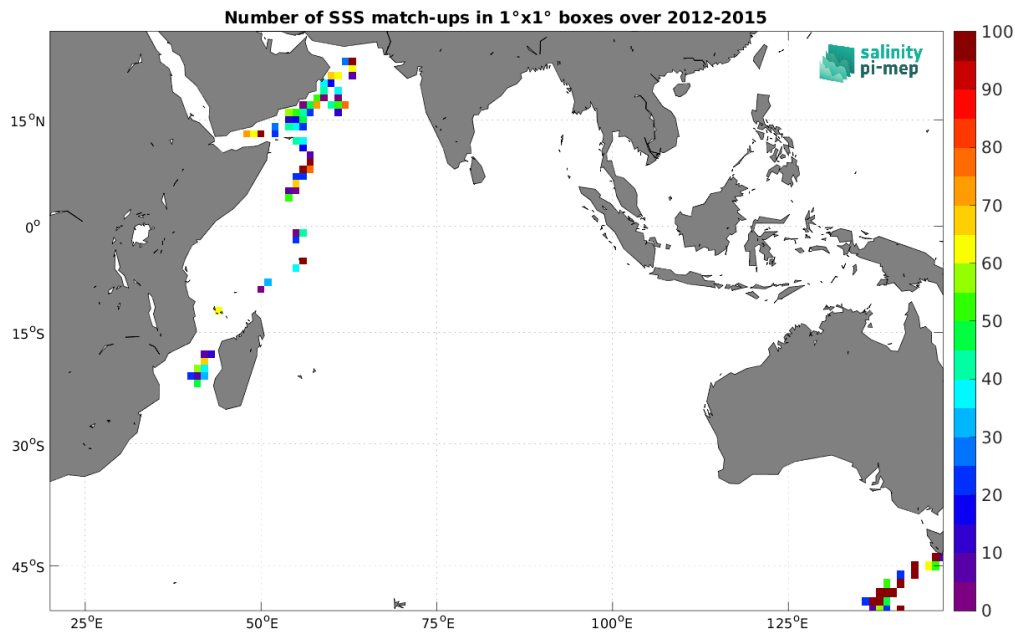 Number of SSS match-ups in 1°x1° boxes over 2012-2015
salinity
pi-mep
15°N
0°
15°S
30°S
45°S
25°E
50°E
75°E
100°E
125°E
100
90
80
70
60
50
40
30
20
10
0